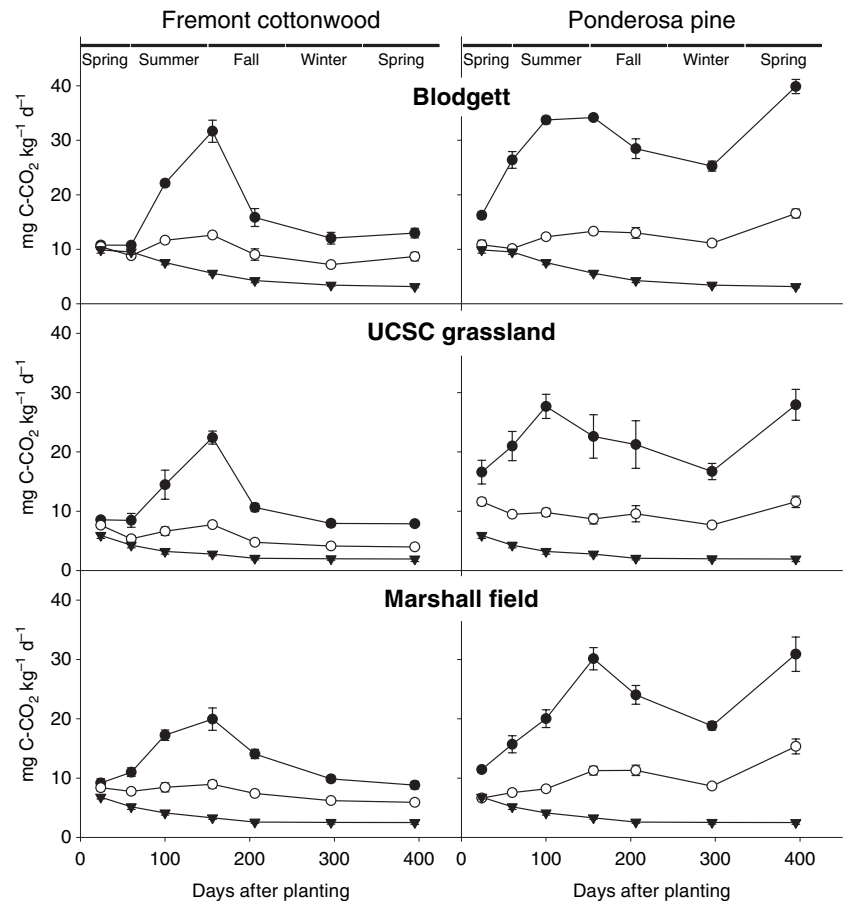 Fremont cottonwood Ponderosa pine
Spring Summer Fall Winter Spring Spring Summer Fall Winter Spring
Blodgett
40
30
20
10
0
mg C-CO₂ kg⁻¹ d⁻¹
UCSC grassland
40
30
20
10
0
mg C-CO₂ kg⁻¹ d⁻¹
Marshall field
40
30
20
10
0
mg C-CO₂ kg⁻¹ d⁻¹
0 100 200 300 400 0 100 200 300 400
Days after planting Days after planting